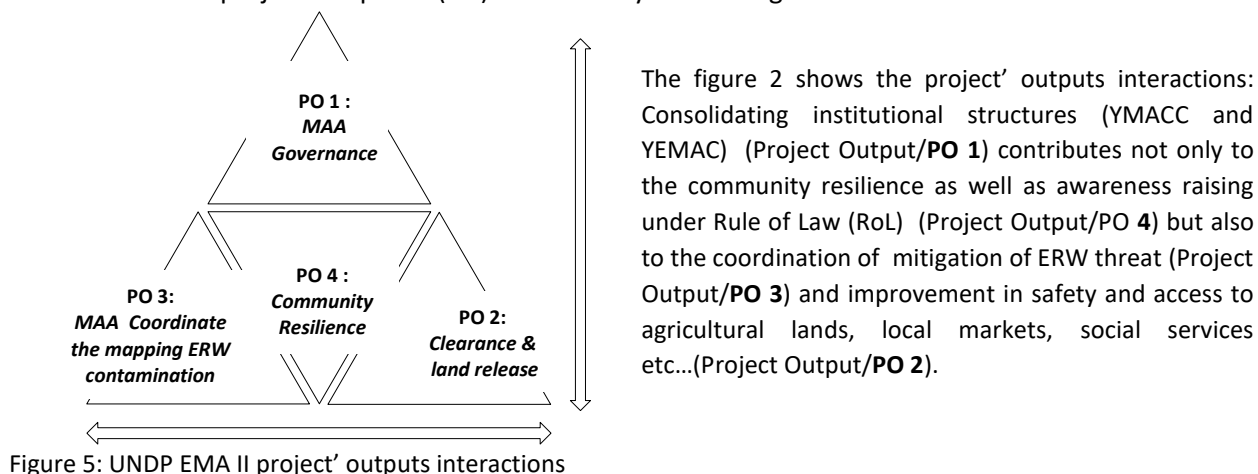 PO 1 :
MAA
Governance
PO 3:
MAA Coordinate
the mapping ERW
contamination
PO 4 :
Community
Resilience
PO 2:
Clearance &
land release
The figure 2 shows the project’ outputs interactions:
Consolidating institutional structures (YMACC and
YEMAC) (Project Output/PO 1) contributes not only to
the community resilience as well as awareness raising
under Rule of Law (RoL) (Project Output/PO 4) but also
to the coordination of mitigation of ERW threat (Project
Output/PO 3) and improvement in safety and access to
agricultural lands, local markets, social services
etc…(Project Output/PO 2).
Figure 5: UNDP EMA II project’ outputs interactions